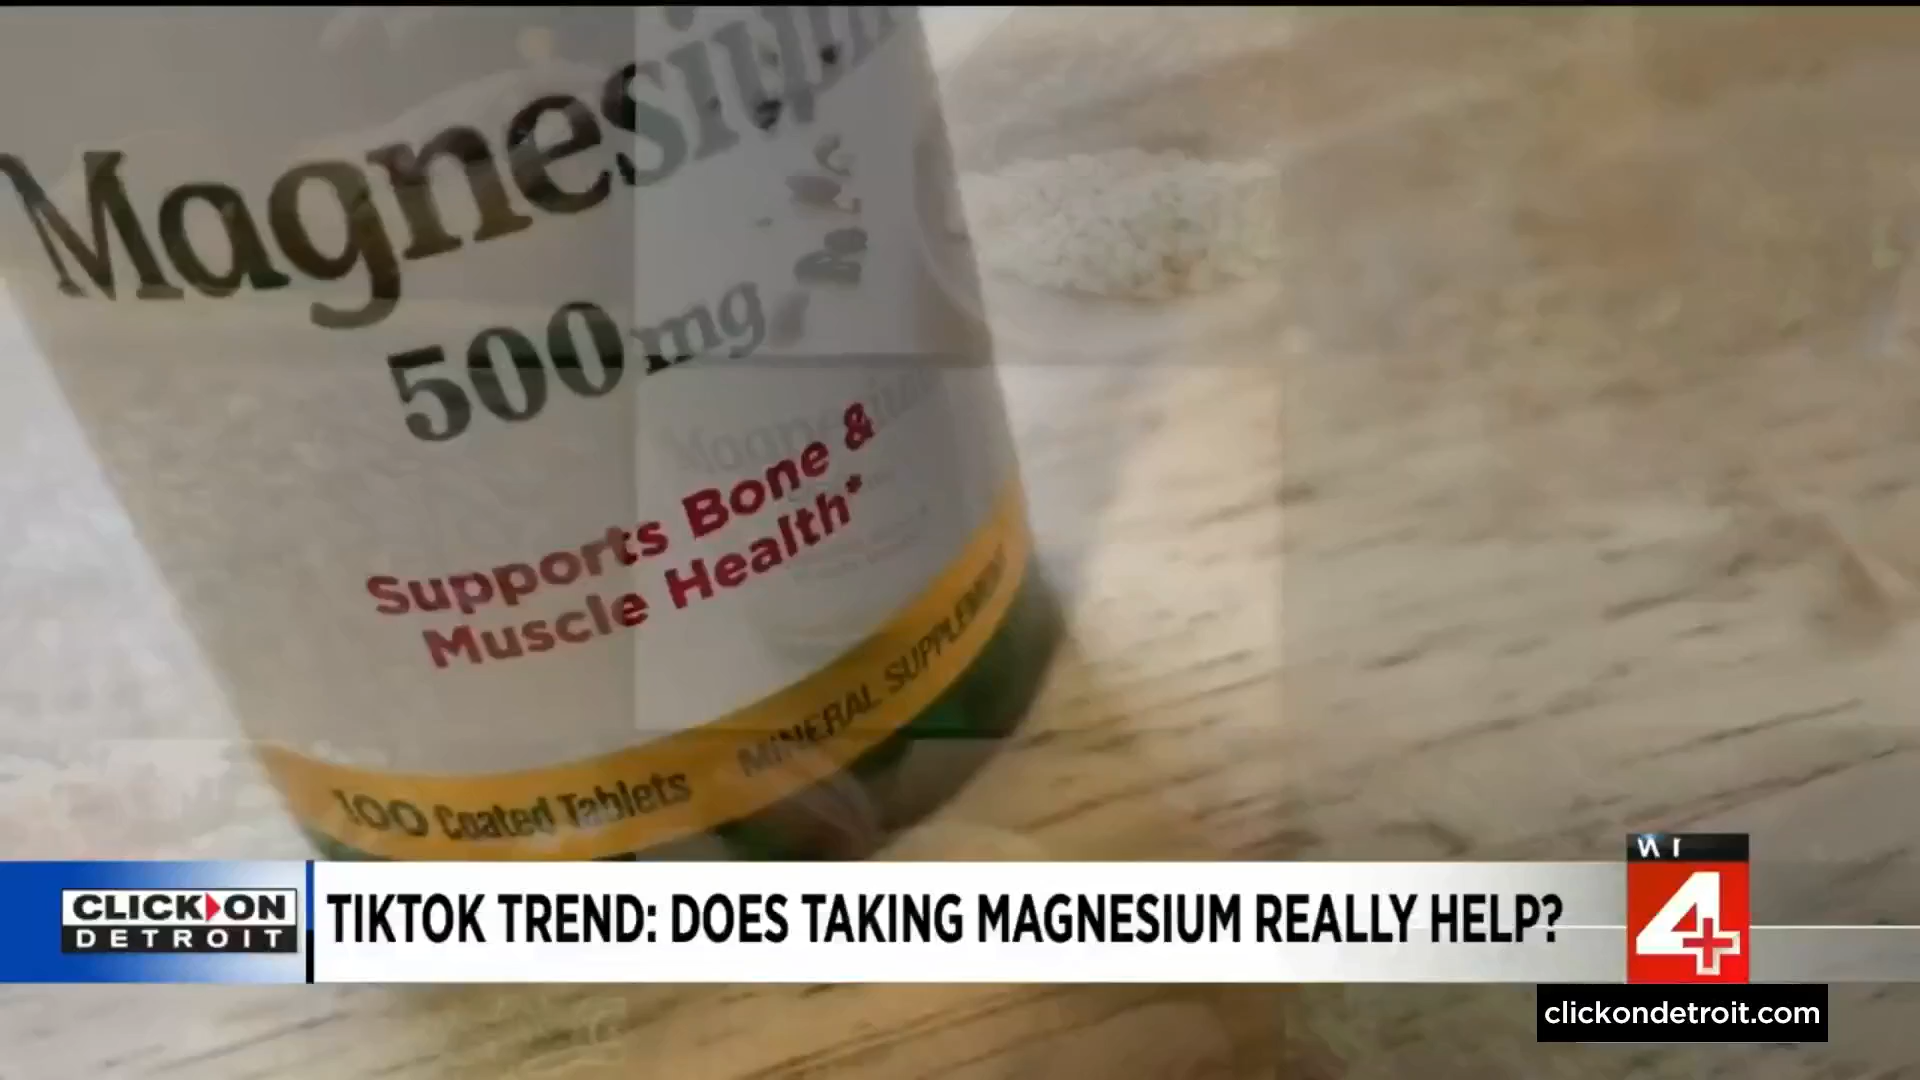 Magnesium
500mg
Supports Bone &
Muscle Health*
MINERAL SUPPLEMENT
100 Coated Tablets
CLICK ON
DETROIT
TIKTOK TREND: DOES TAKING MAGNESIUM REALLY HELP?
4
clickondetroit.com